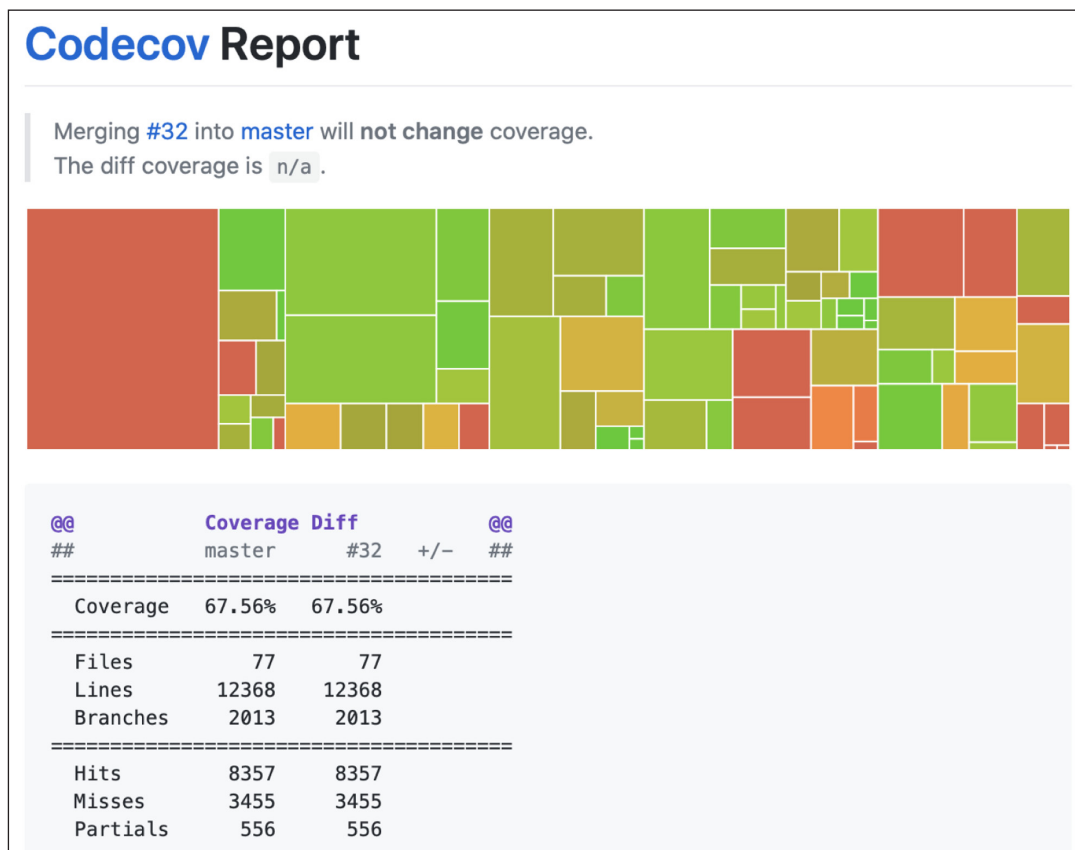 Codecov Report
Merging #32 into master will not change coverage.
The diff coverage is n/a.
@@ Coverage Diff @@
## master #32 +/- ##
=======================================
Coverage 67.56% 67.56%
=======================================
Files 77 77
Lines 12368 12368
Branches 2013 2013
=======================================
Hits 8357 8357
Misses 3455 3455
Partials 556 556